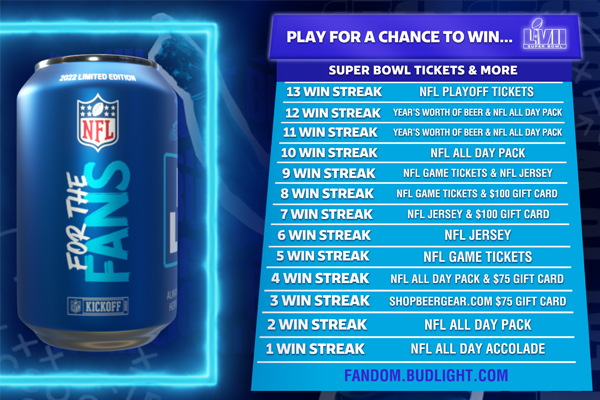 2022 LIMITED EDITION
NFL
FOR THE
FANS
KICKOFF
PLAY FOR A CHANCE TO WIN... LVII
SUPER BOWL
SUPER BOWL TICKETS & MORE
13 WIN STREAK NFL PLAYOFF TICKETS
12 WIN STREAK YEAR'S WORTH OF BEER & NFL ALL DAY PACK
11 WIN STREAK YEAR'S WORTH OF BEER & NFL ALL DAY PACK
10 WIN STREAK NFL ALL DAY PACK
9 WIN STREAK NFL GAME TICKETS & NFL JERSEY
8 WIN STREAK NFL GAME TICKETS & $100 GIFT CARD
7 WIN STREAK NFL JERSEY & $100 GIFT CARD
6 WIN STREAK NFL JERSEY
5 WIN STREAK NFL GAME TICKETS
4 WIN STREAK NFL ALL DAY PACK & $75 GIFT CARD
3 WIN STREAK SHOPBEERGEAR.COM $75 GIFT CARD
2 WIN STREAK NFL ALL DAY PACK
1 WIN STREAK NFL ALL DAY ACCOLADE
FANDOM.BUDLIGHT.COM